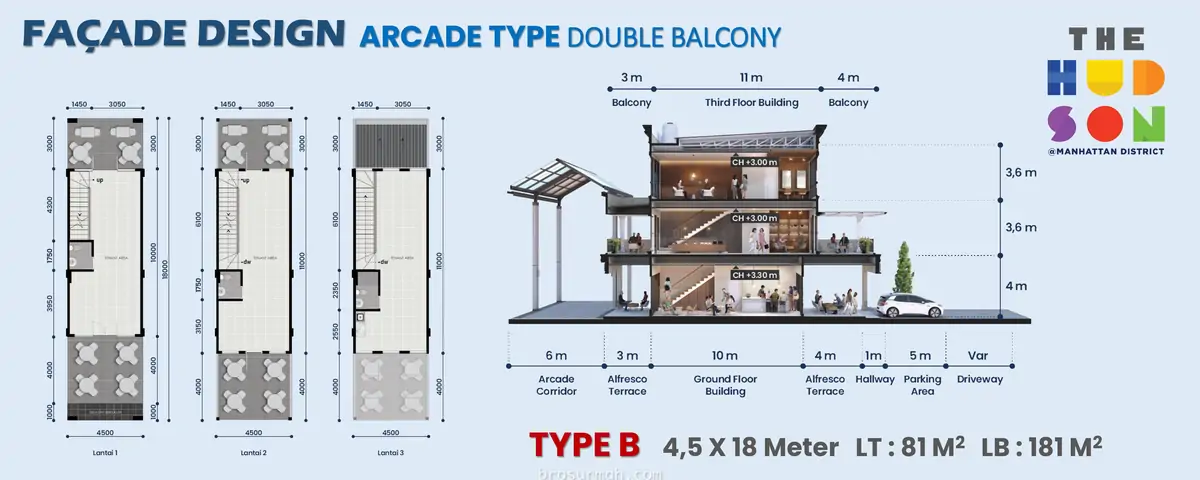 FAÇADE DESIGN ARCADE TYPE DOUBLE BALCONY
THE
HUD
SON
@MANHATTAN DISTRICT
1450 3050
3000
4300
1750
3950
4000
1000
3000
10000
18000
4000
1000
up
4500
Lantai 1
1450 3050
3000
6100
1750
3150
4000
3000
11000
4000
up
dw
4500
Lantai 2
1450 3050
3000
6100
2350
2550
3000
11000
4000
dw
4500
Lantai 3
3 m 11 m 4 m
Balcony Third Floor Building Balcony
CH +3.00 m
CH +3.00 m
CH +3.30 m
3,6 m
3,6 m
4 m
6 m 3 m 10 m 4 m 1m 5 m Var
Arcade Corridor Alfresco Terrace Ground Floor Building Alfresco Terrace Hallway Parking Area Driveway
TYPE B 4,5 X 18 Meter LT : 81 M² LB : 181 M²
brosurmah.com